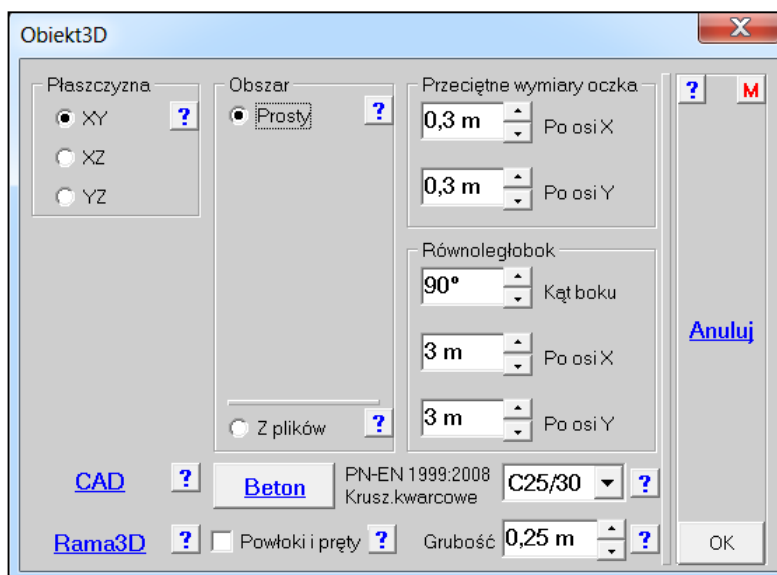 Obiekt3D
X
Płaszczyzna
XY
?
XZ
YZ
Obszar
Prosty
?
Z plików
?
Przeciętne wymiary oczka
0,3 m
Po osi X
0,3 m
Po osi Y
Równoległobok
90°
Kąt boku
3 m
Po osi X
3 m
Po osi Y
?
M
Anuluj
OK
CAD
?
Beton
PN-EN 1999:2008
Krusz.kwarcowe
C25/30
?
Rama3D
?
Powłoki i pręty
?
Grubość
0,25 m
?